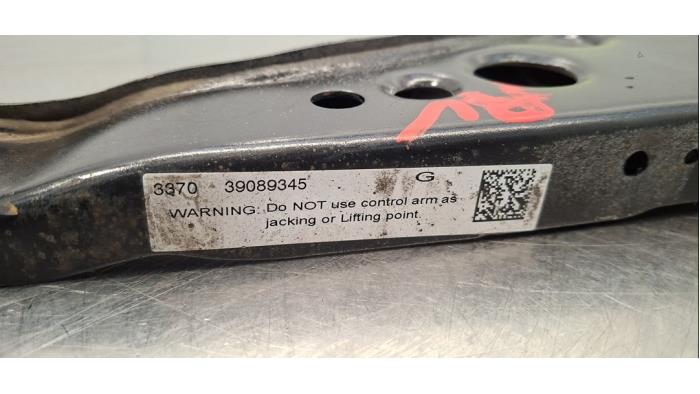 3370 39089345 G
WARNING: Do NOT use control arm as
jacking or Lifting point.